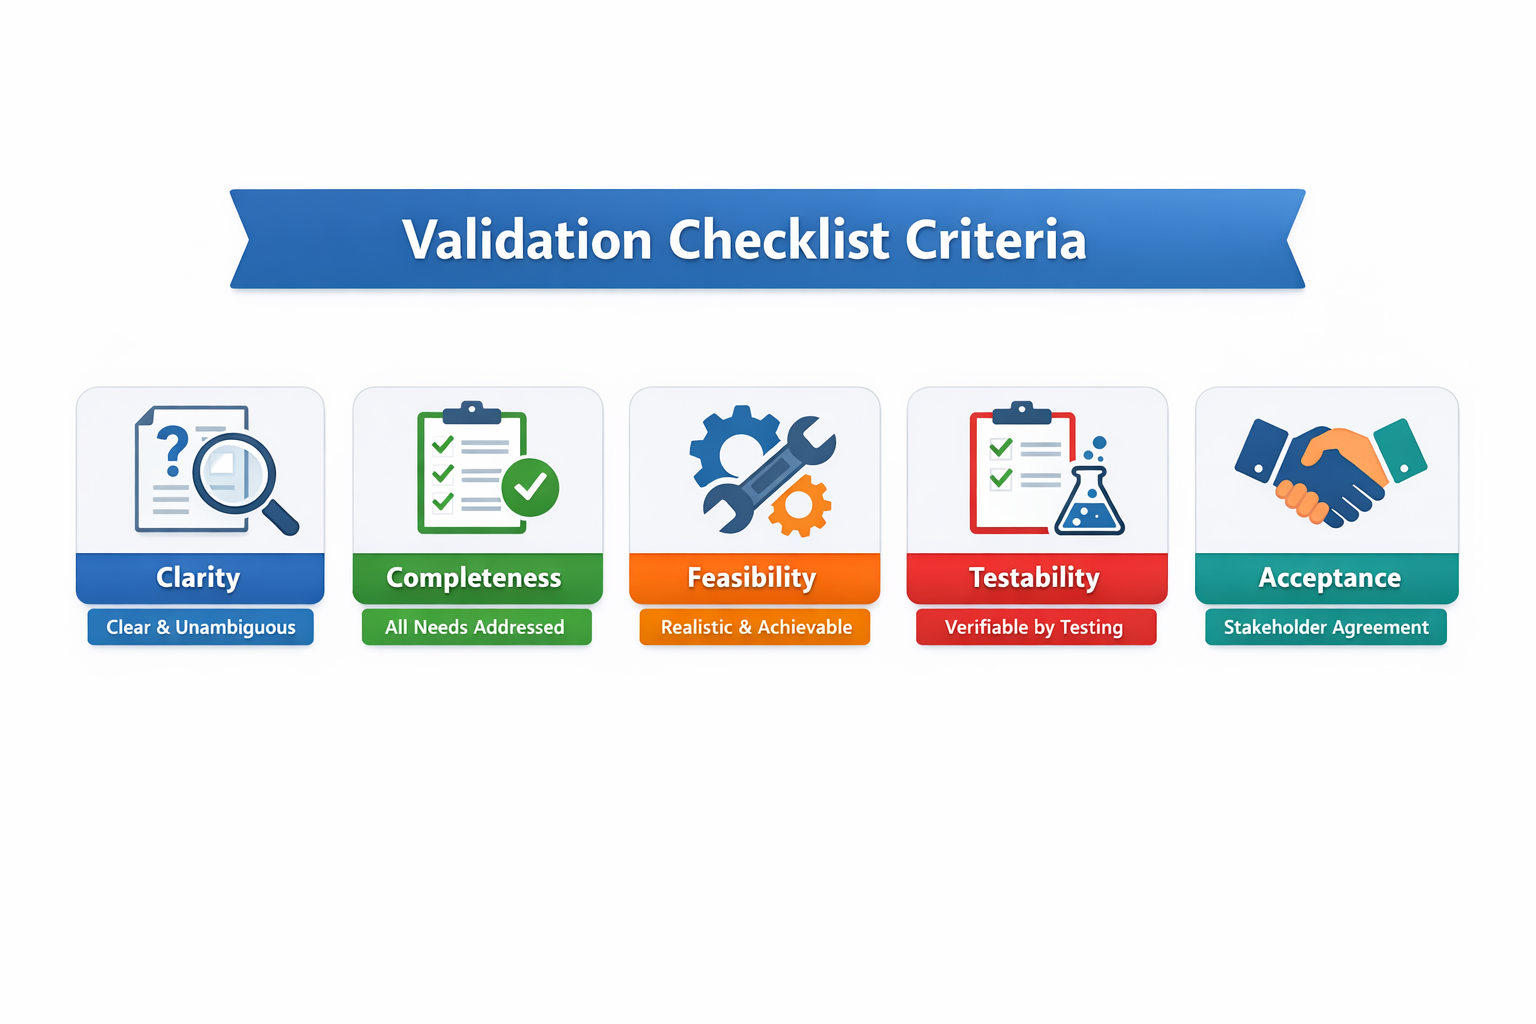 Validation Checklist Criteria
?
Clarity
Clear & Unambiguous
Completeness
All Needs Addressed
Feasibility
Realistic & Achievable
Testability
Verifiable by Testing
Acceptance
Stakeholder Agreement